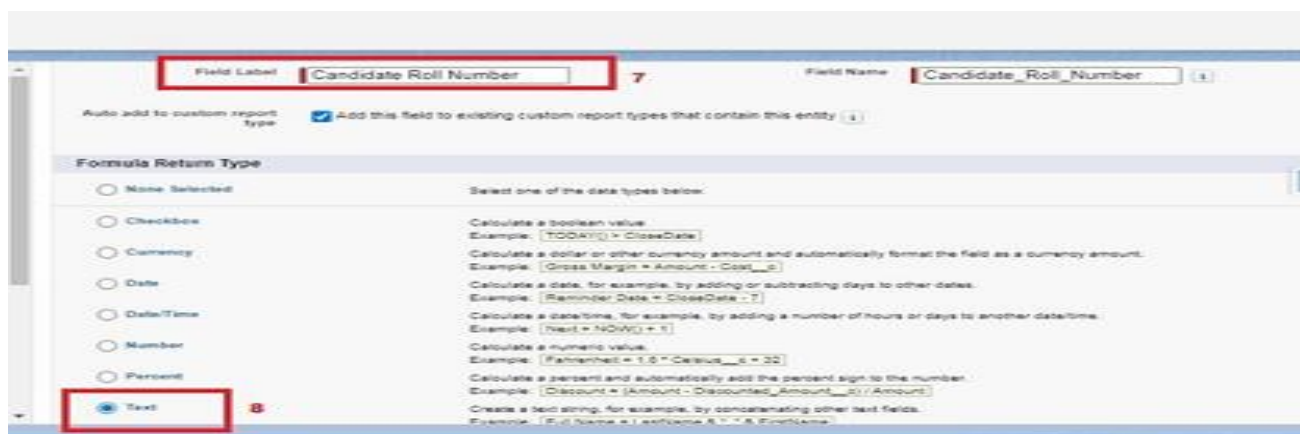 Field Label Candidate Roll Number 7 Field Name Candidate_Roll_Number i
Auto add to custom report type Add this field to existing custom report types that contain this entity i
Formula Return Type
None Selected Select one of the data types below.
Checkbox Calculate a boolean value
Example: TODAY() > CloseDate
Currency Calculate a dollar or other currency amount and automatically format the field as a currency amount.
Example: Gross Margin = Amount - Cost__c
Date Calculate a date, for example, by adding or subtracting days to other dates.
Example: Reminder Date = CloseDate - 7
Date/Time Calculate a date/time, for example, by adding a number of hours or days to another date/time.
Example: Next = NOW() + 1
Number Calculate a numeric value.
Example: Fahrenheit = 1.8 * Celsius__c + 32
Percent Calculate a percent and automatically add the percent sign to the number.
Example: Discount = (Amount - Discounted_Amount__c) / Amount
Text 8 Create a text string, for example, by concatenating other text fields.
Example: Full Name = LastName & ", " & FirstName